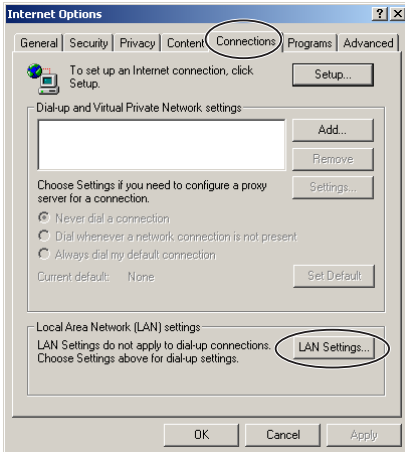 Internet Options
General Security Privacy Content Connections Programs Advanced
To set up an Internet connection, click
Setup.
Setup...
Dial-up and Virtual Private Network settings
Add...
Remove
Choose Settings if you need to configure a proxy
server for a connection.
Settings...
Never dial a connection
Dial whenever a network connection is not present
Always dial my default connection
Current default: None
Set Default
Local Area Network (LAN) settings
LAN Settings do not apply to dial-up connections.
Choose Settings above for dial-up settings.
LAN Settings...
OK Cancel Apply